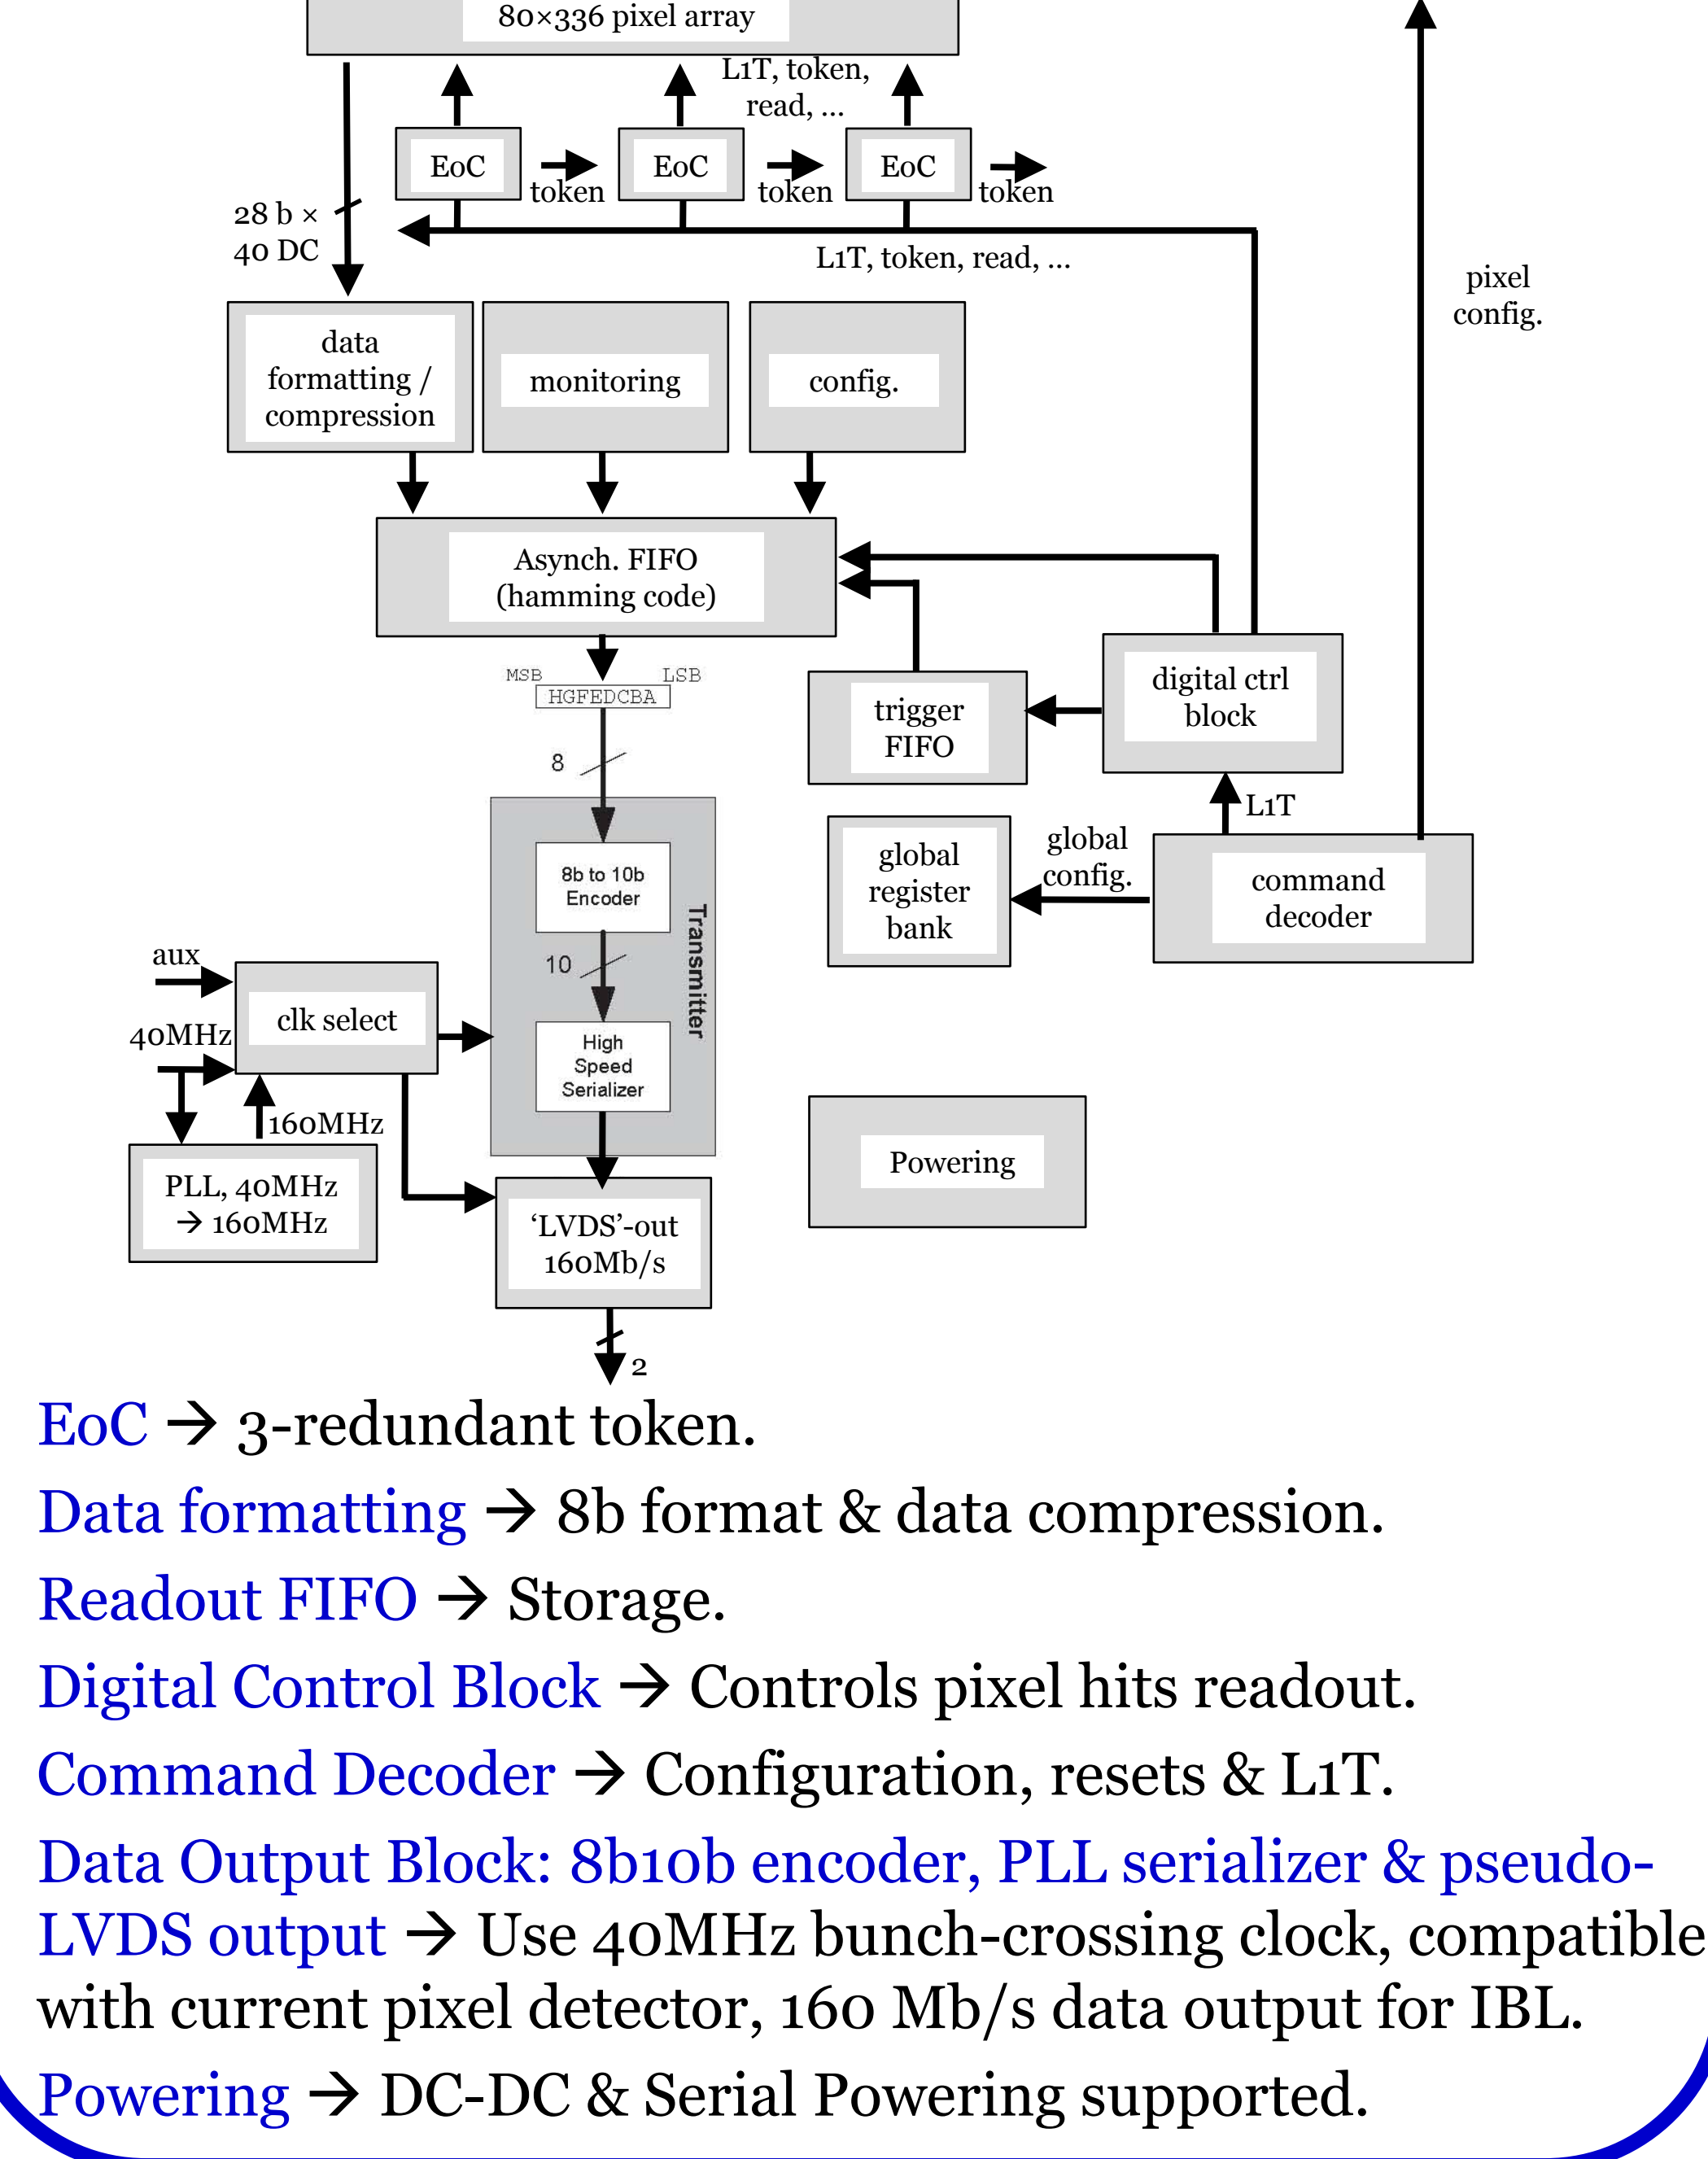 80×336 pixel array
L1T, token,
read, ...
EoC
EoC
EoC
token
token
token
28 b ×
40 DC
L1T, token, read, ...
pixel
config.
data
formatting /
compression
monitoring
config.
Asynch. FIFO
(hamming code)
MSB
LSB
HGFEDCBA
8
trigger
FIFO
digital ctrl
block
L1T
global
config.
global
register
bank
command
decoder
8b to 10b
Encoder
10
Transmitter
High
Speed
Serializer
aux
clk select
40MHz
160MHz
PLL, 40MHz
→ 160MHz
Powering
‘LVDS’-out
160Mb/s
2
EoC → 3-redundant token.
Data formatting → 8b format & data compression.
Readout FIFO → Storage.
Digital Control Block → Controls pixel hits readout.
Command Decoder → Configuration, resets & L1T.
Data Output Block: 8b10b encoder, PLL serializer & pseudo-
LVDS output → Use 40MHz bunch-crossing clock, compatible
with current pixel detector, 160 Mb/s data output for IBL.
Powering → DC-DC & Serial Powering supported.